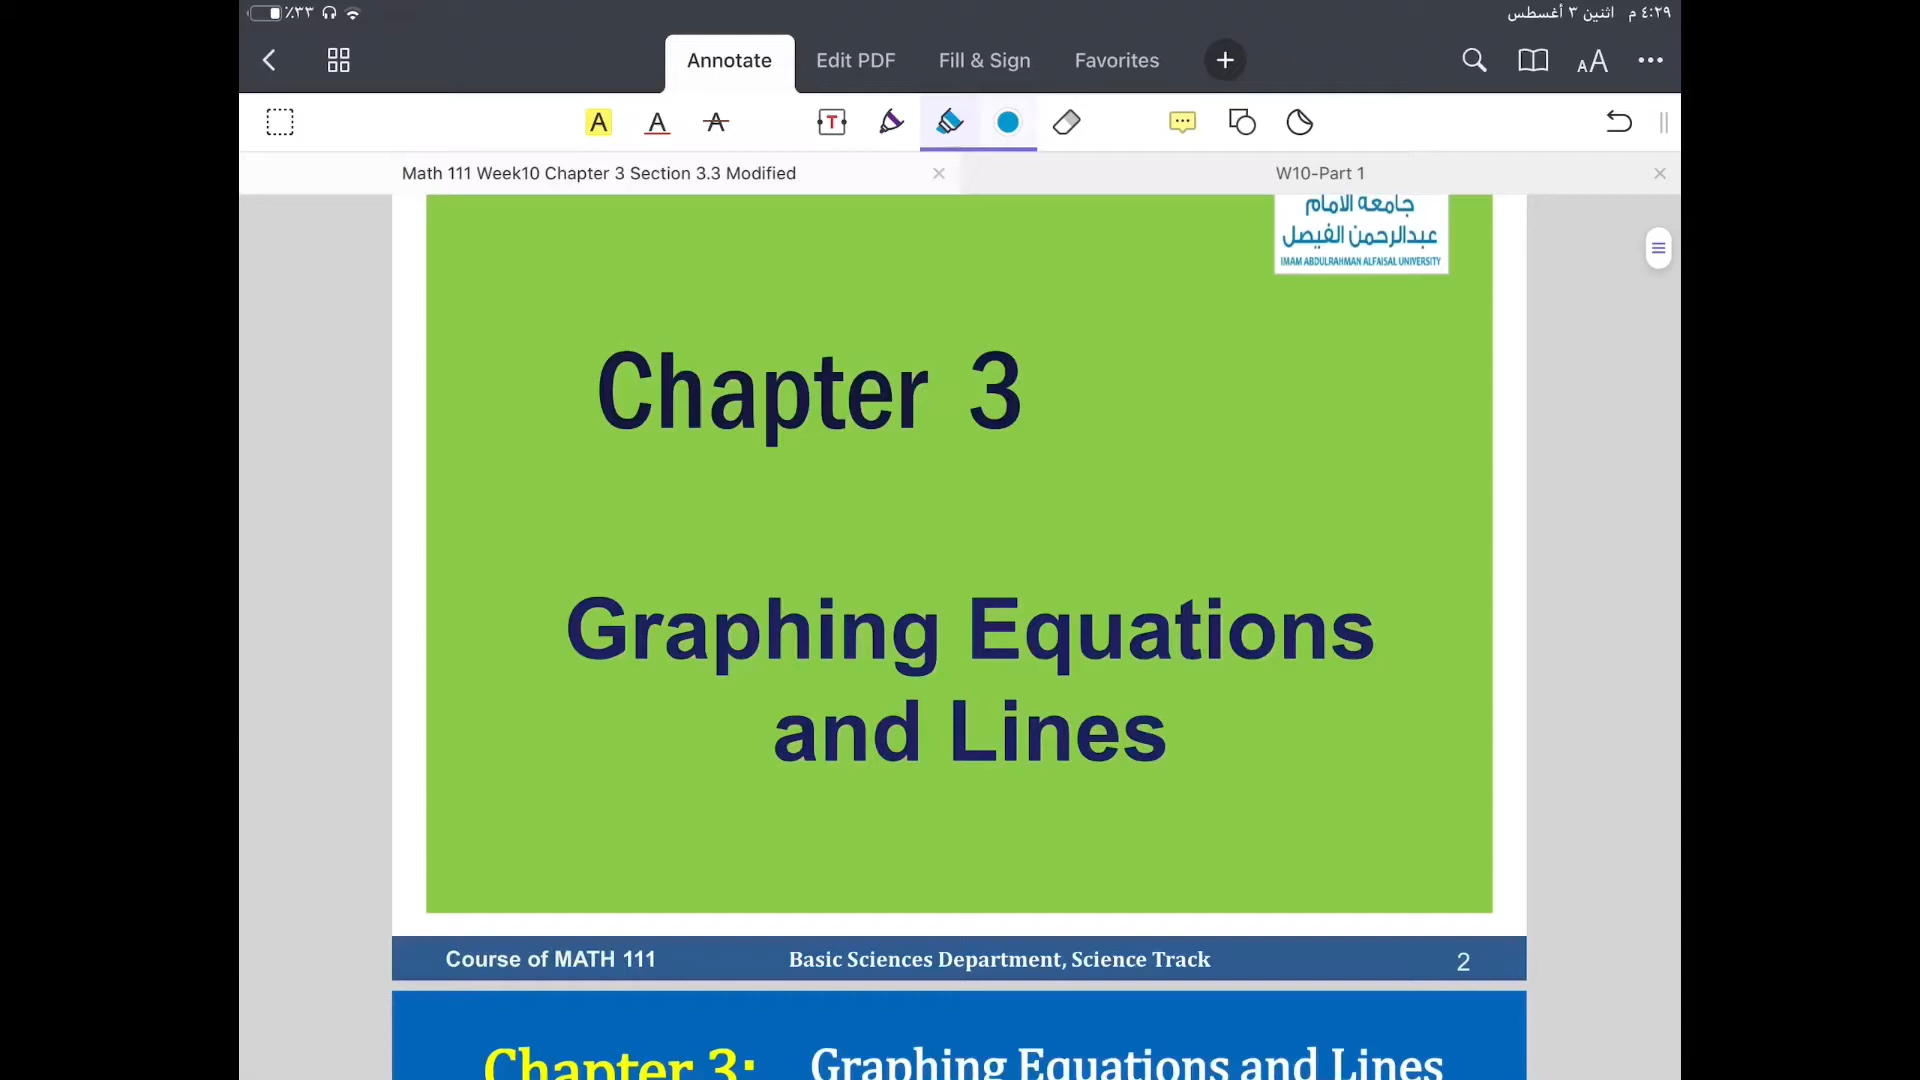 ٪٣٣
٤:٢٩ م اثنين ٣ أغسطس
Annotate
Edit PDF
Fill & Sign
Favorites
AA
A
A
A
T
Math 111 Week10 Chapter 3 Section 3.3 Modified
W10-Part 1
جامعة الامام
عبدالرحمن الفيصل
IMAM ABDULRAHMAN ALFAISAL UNIVERSITY
Chapter 3
Graphing Equations
and Lines
Course of MATH 111
Basic Sciences Department, Science Track
2
Chapter 3: Graphing Equations and Lines